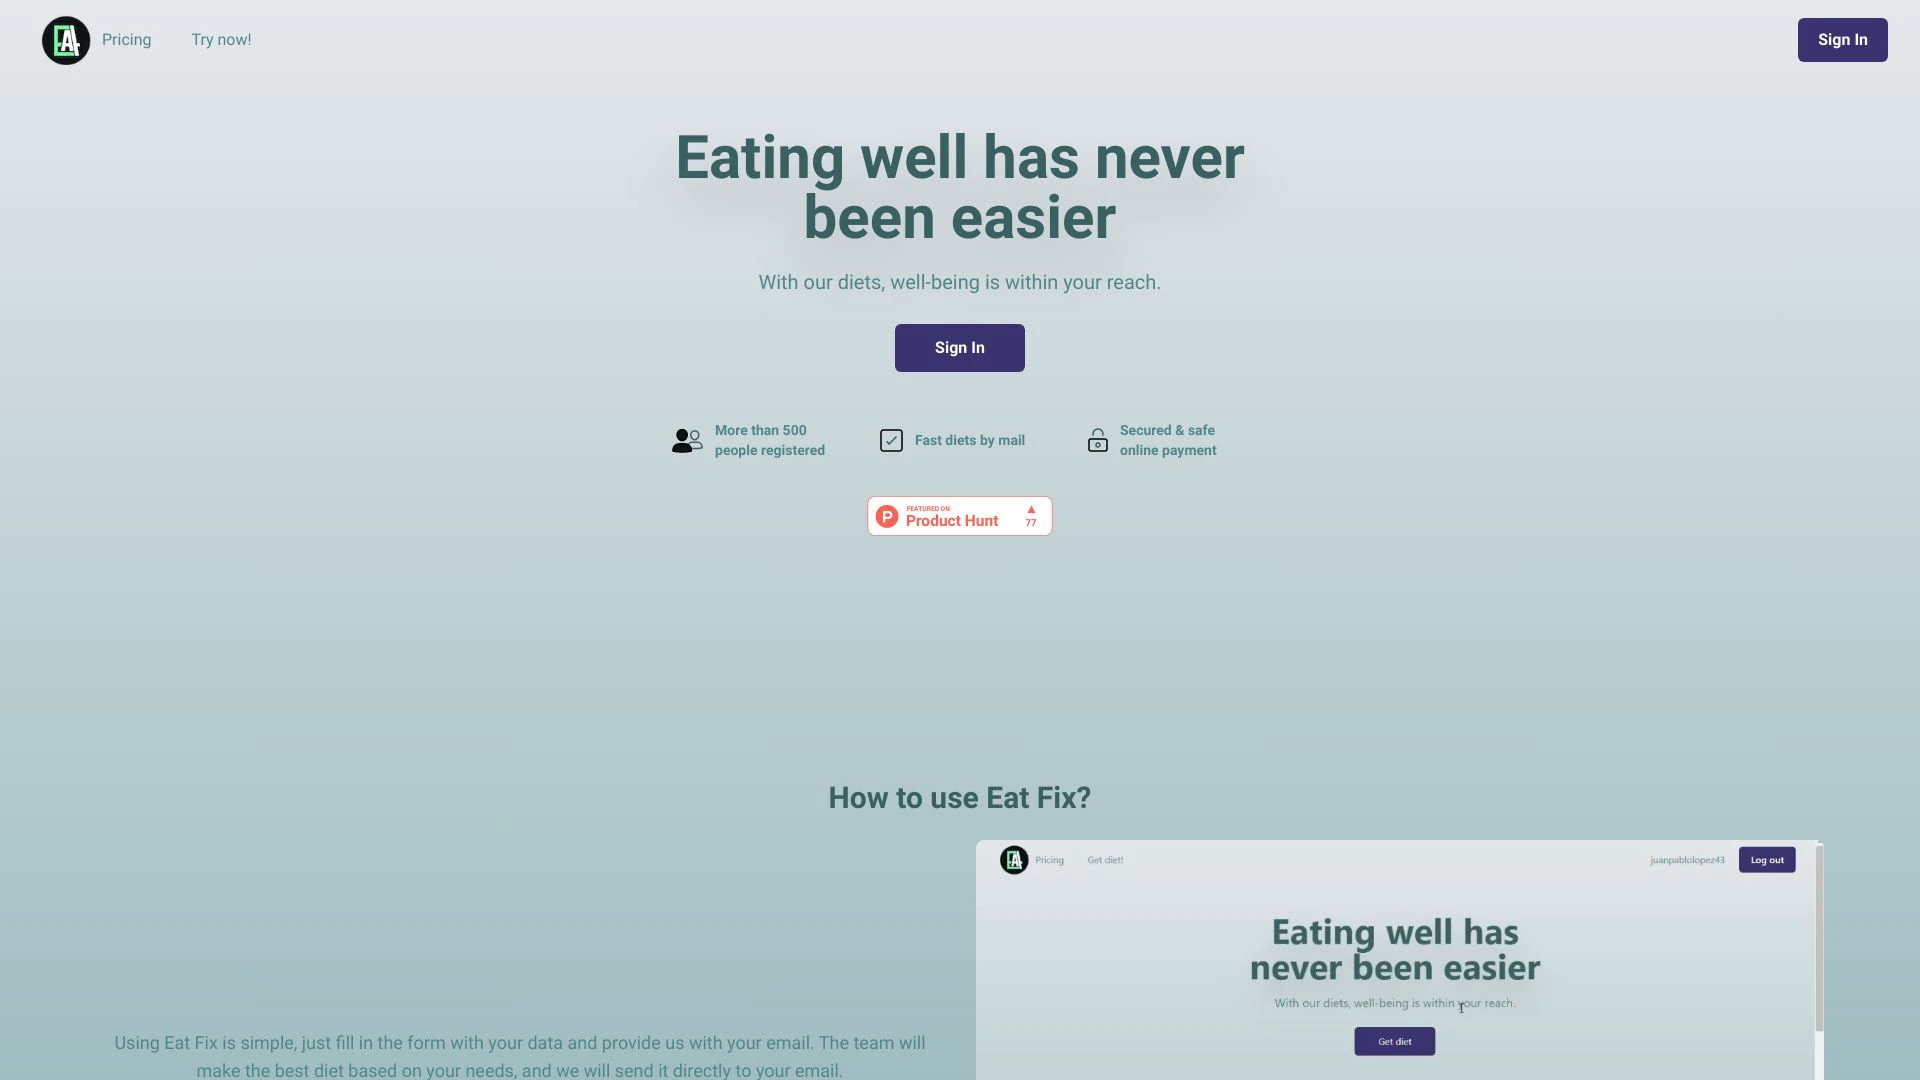 Pricing
Try now!
Sign In
Eating well has never
been easier
With our diets, well-being is within your reach.
Sign In
More than 500
people registered
Fast diets by mail
Secured & safe
online payment
FEATURED ON
Product Hunt
77
How to use Eat Fix?
Using Eat Fix is simple, just fill in the form with your data and provide us with your email. The team will
make the best diet based on your needs, and we will send it directly to your email.
Pricing
Get diet!
juanpablolopez43
Log out
Eating well has
never been easier
With our diets, well-being is within your reach.
Get diet